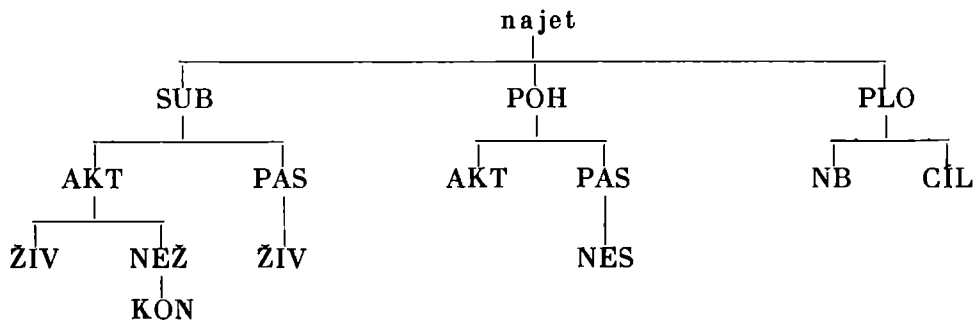 najet
SUB POH PLO
AKT PAS AKT PAS NB CÍL
ŽIV NEŽ ŽIV NES
KON